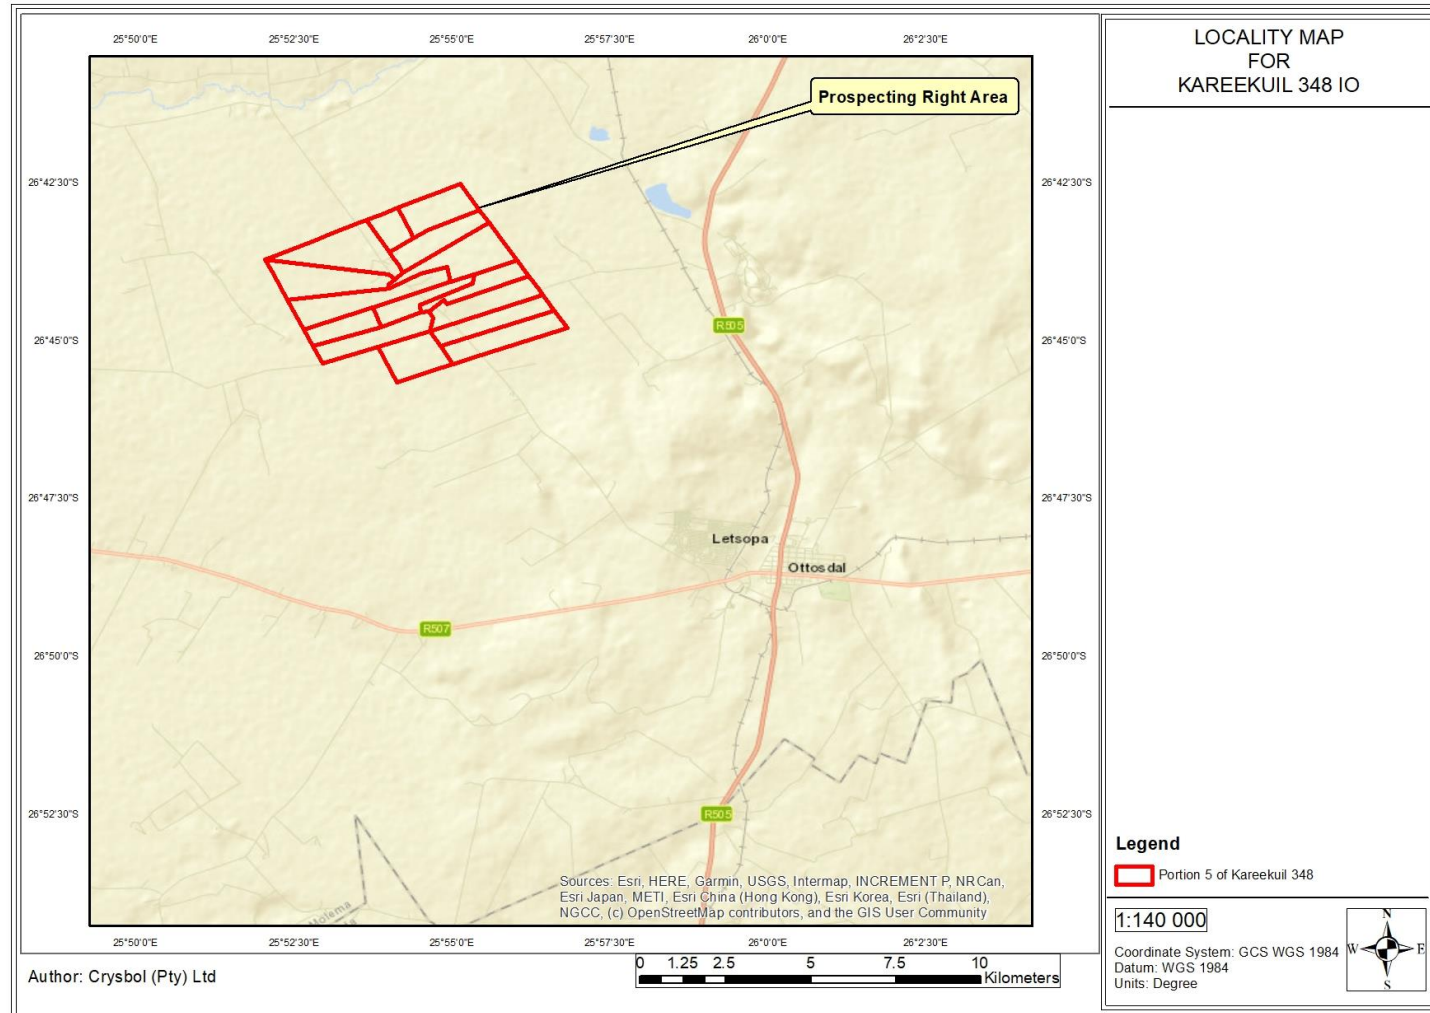 LOCALITY MAP
FOR
KAREEKUIL 348 IO
25°50'0"E 25°52'30"E 25°55'0"E 25°57'30"E 26°0'0"E 26°2'30"E
Prospecting Right Area
26°42'30"S 26°42'30"S
R505
26°45'0"S 26°45'0"S
26°47'30"S 26°47'30"S
Letsopa
Ottosdal
R507
26°50'0"S 26°50'0"S
26°52'30"S 26°52'30"S
R505
Molema
Sources: Esri, HERE, Garmin, USGS, Intermap, INCREMENT P, NRCan,
Esri Japan, METI, Esri China (Hong Kong), Esri Korea, Esri (Thailand),
NGCC, (c) OpenStreetMap contributors, and the GIS User Community
25°50'0"E 25°52'30"E 25°55'0"E 25°57'30"E 26°0'0"E 26°2'30"E
Author: Crysbol (Pty) Ltd
0 1.25 2.5 5 7.5 10
Kilometers
Legend
Portion 5 of Kareekuil 348
1:140 000
Coordinate System: GCS WGS 1984
Datum: WGS 1984
Units: Degree
N
W E
S